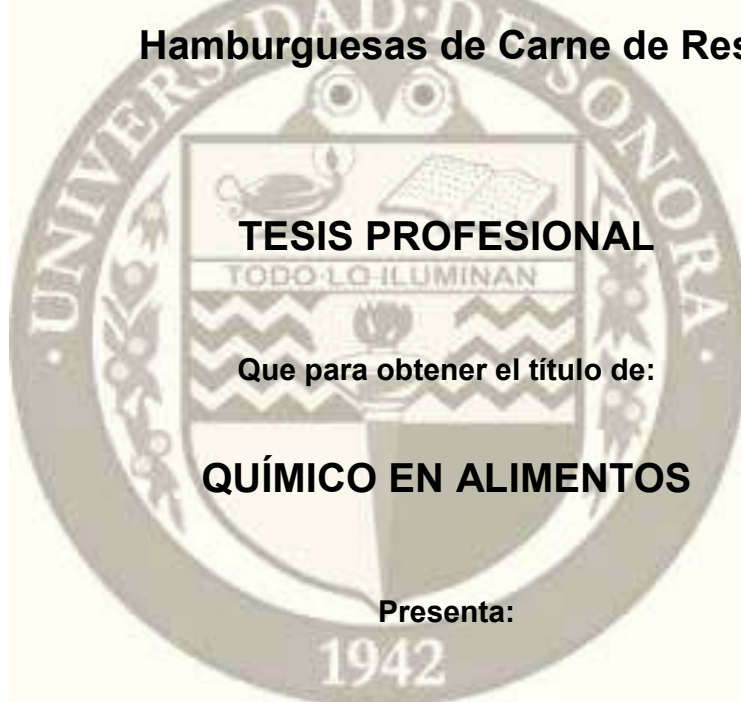 Hamburguesas de Carne de Res
UNIVERSIDAD·DE·SONORA
TESIS PROFESIONAL
TODO·LO·ILUMINAN
Que para obtener el título de:
QUÍMICO EN ALIMENTOS
Presenta:
1942